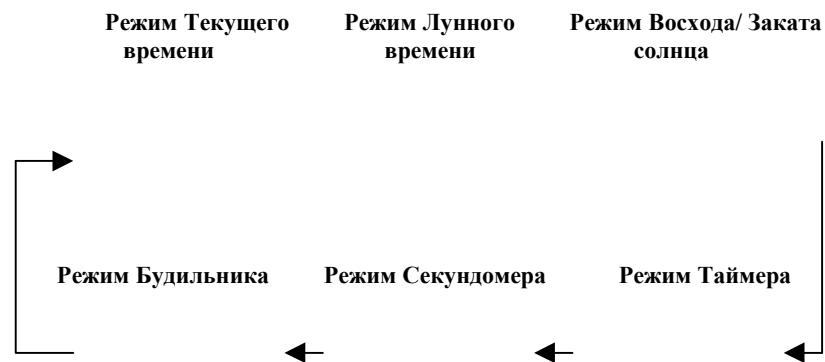 Режим Текущего времени
Режим Лунного времени
Режим Восхода/ Заката солнца
Режим Будильника
Режим Секундомера
Режим Таймера